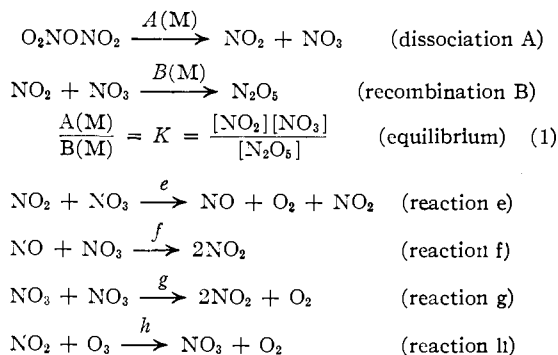 O₂NONO₂ —A(M)→ NO₂ + NO₃ (dissociation A)
NO₂ + NO₃ —B(M)→ N₂O₅ (recombination B)
A(M)/B(M) = K = [NO₂][NO₃]/[N₂O₅] (equilibrium) (1)
NO₂ + NO₃ —e→ NO + O₂ + NO₂ (reaction e)
NO + NO₃ —f→ 2NO₂ (reaction f)
NO₃ + NO₃ —g→ 2NO₂ + O₂ (reaction g)
NO₂ + O₃ —h→ NO₃ + O₂ (reaction h)